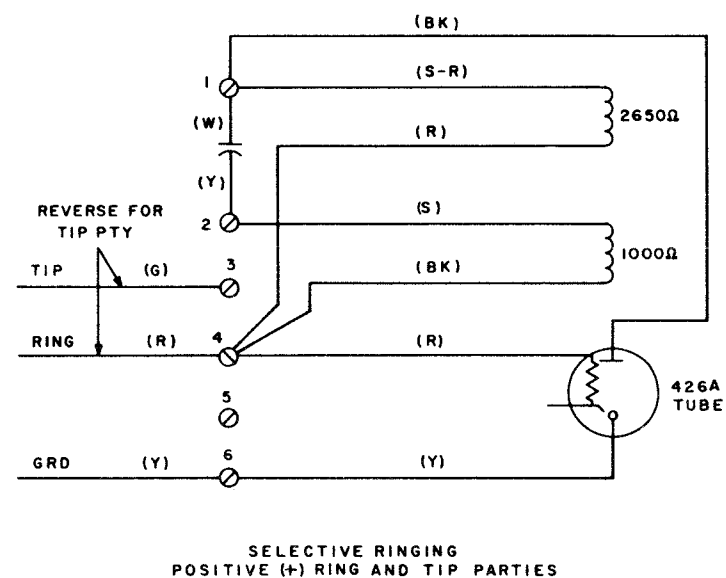 (BK)
1
(S-R)
2650Ω
(W)
(R)
(Y)
REVERSE FOR
TIP PTY
2
(S)
1000Ω
3
TIP
(G)
(BK)
4
RING
(R)
(R)
426A
TUBE
5
6
GRD
(Y)
(Y)
SELECTIVE RINGING
POSITIVE (+) RING AND TIP PARTIES